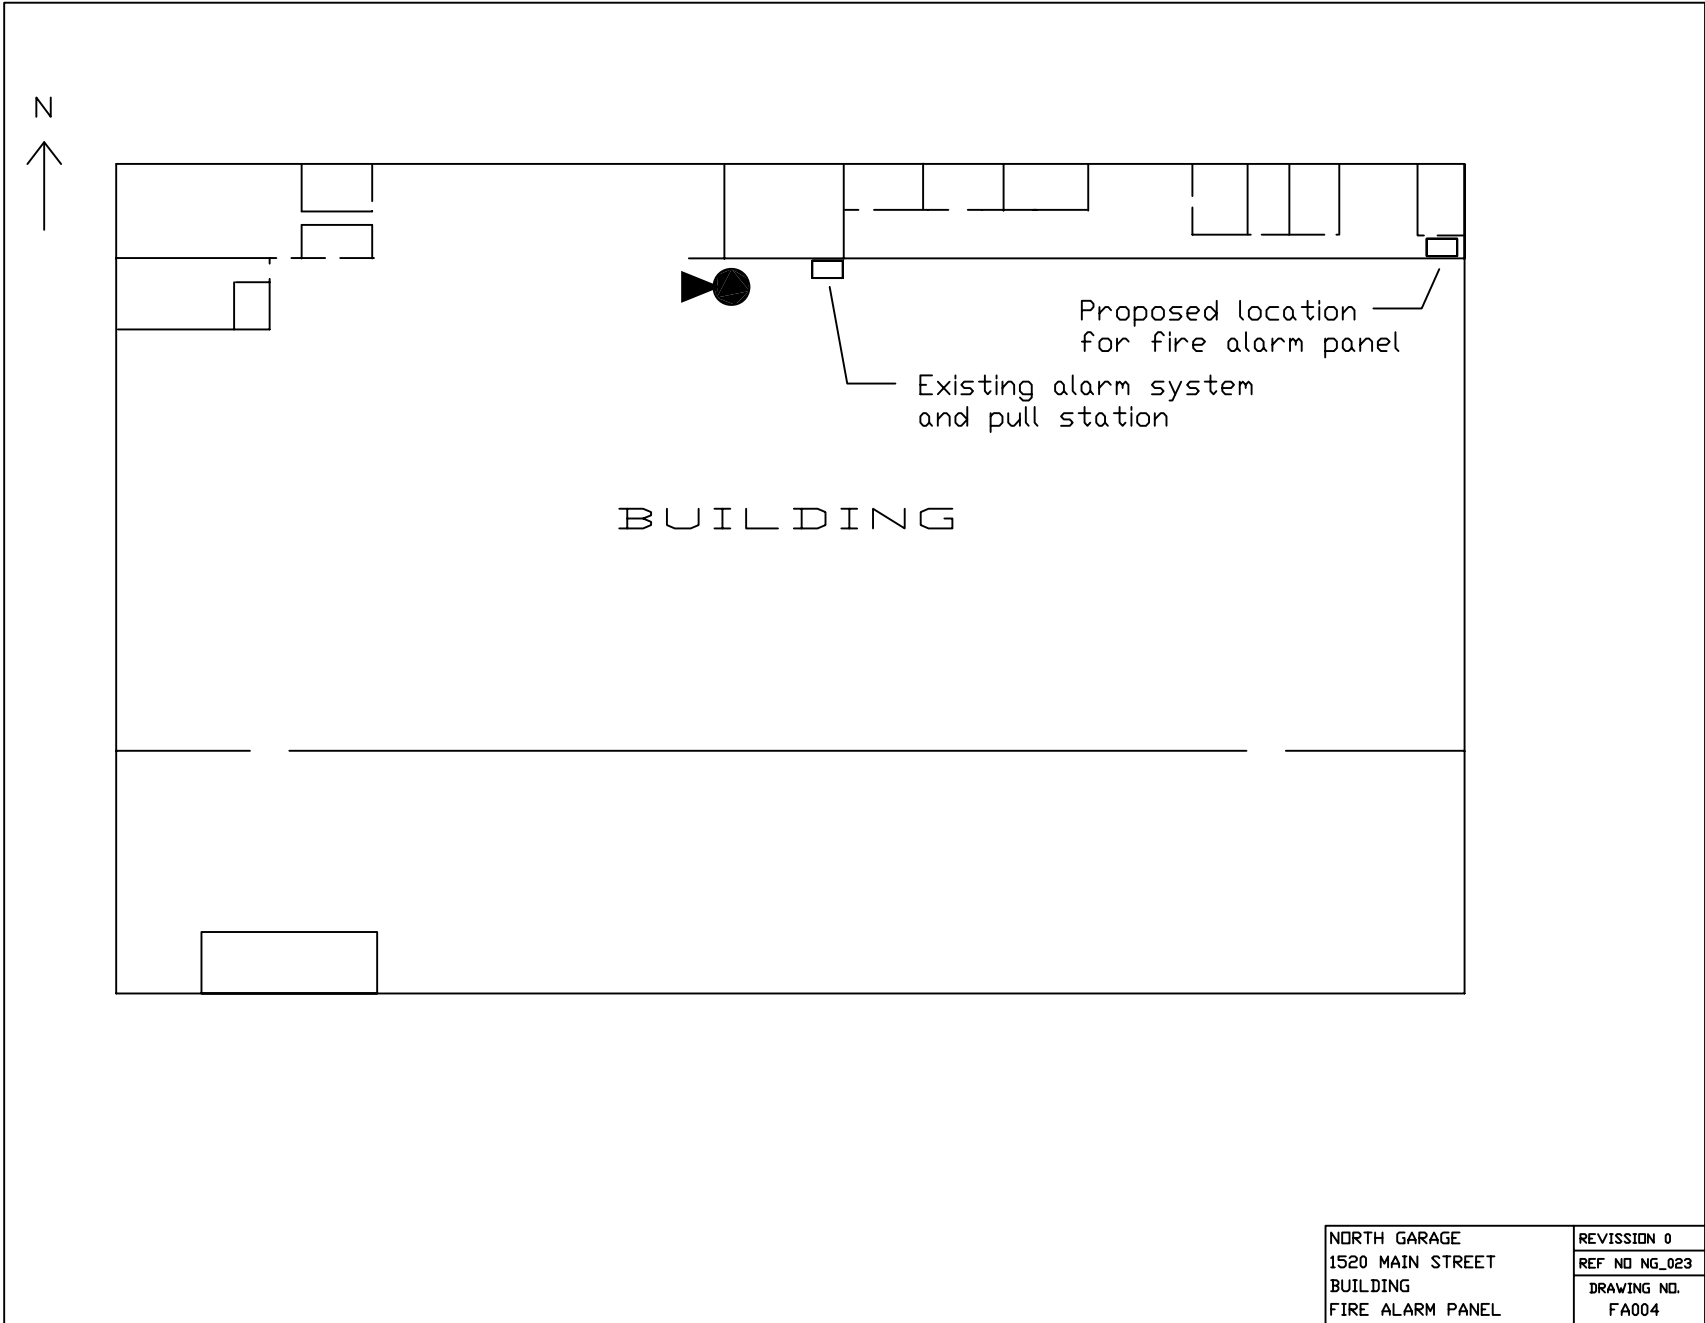 N
Proposed location
for fire alarm panel
Existing alarm system
and pull station
BUILDING
NORTH GARAGE
1520 MAIN STREET
BUILDING
FIRE ALARM PANEL
REVISSION 0
REF NO NG_023
DRAWING NO.
FA004